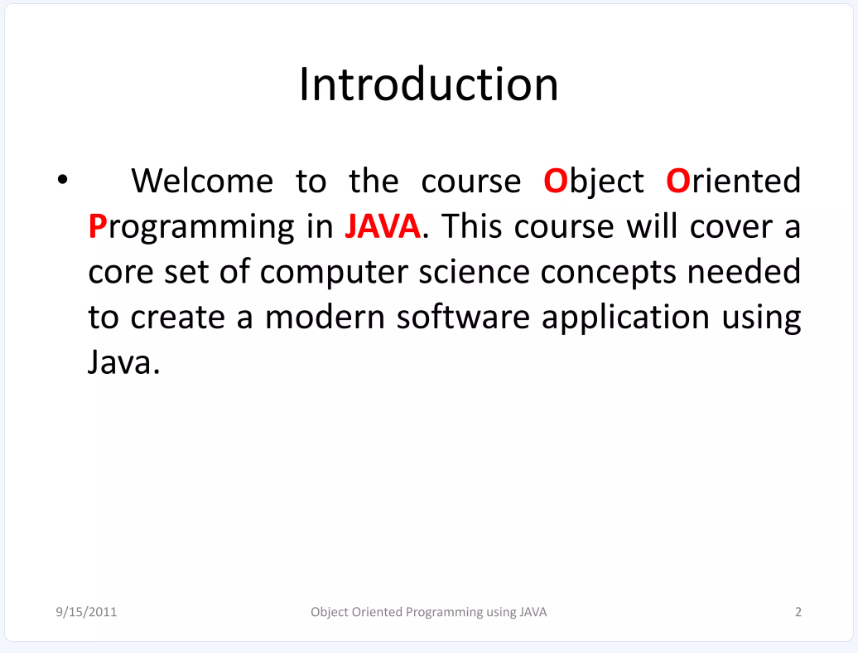 Introduction
• Welcome to the course Object Oriented
Programming in JAVA. This course will cover a
core set of computer science concepts needed
to create a modern software application using
Java.
9/15/2011 Object Oriented Programming using JAVA 2